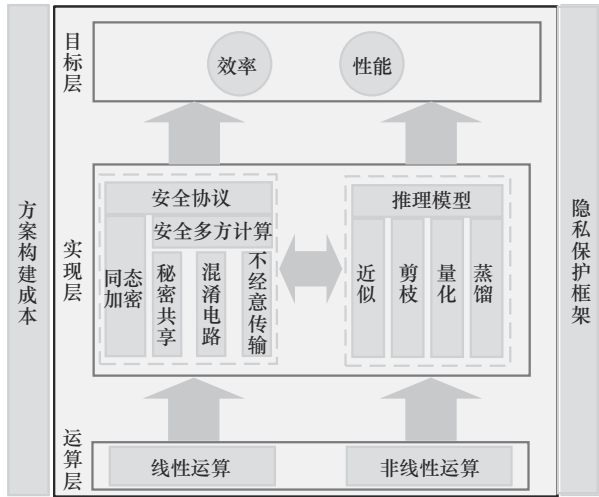 方案构建成本
目标层
效率
性能
实现层
安全协议
安全多方计算
同态
加密
秘密共享
混淆电路
不经意传输
推理模型
近似
剪枝
量化
蒸馏
运算层
线性运算
非线性运算
隐私保护框架